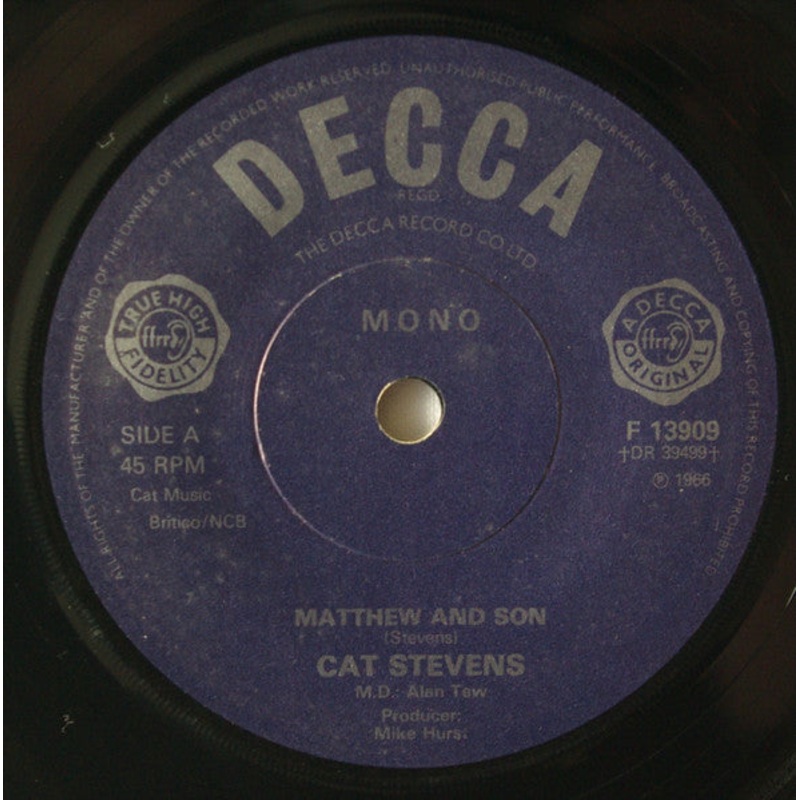 ALL RIGHTS OF THE MANUFACTURER AND OF THE OWNER OF THE RECORDED WORK RESERVED UNAUTHORISED PUBLIC PERFORMANCE BROADCASTING AND COPYING OF THIS RECORD PROHIBITED
DECCA
REGD.
THE DECCA RECORD CO LTD.
MONO
TRUE HIGH
ffrr
FIDELITY
A DECCA
ffrr
ORIGINAL
SIDE A
45 RPM
Cat Music
Britico/NCB
F 13909
†DR 39499†
℗ 1966
MATTHEW AND SON
(Stevens)
CAT STEVENS
M.D.: Alan Tew
Producer:
Mike Hurst